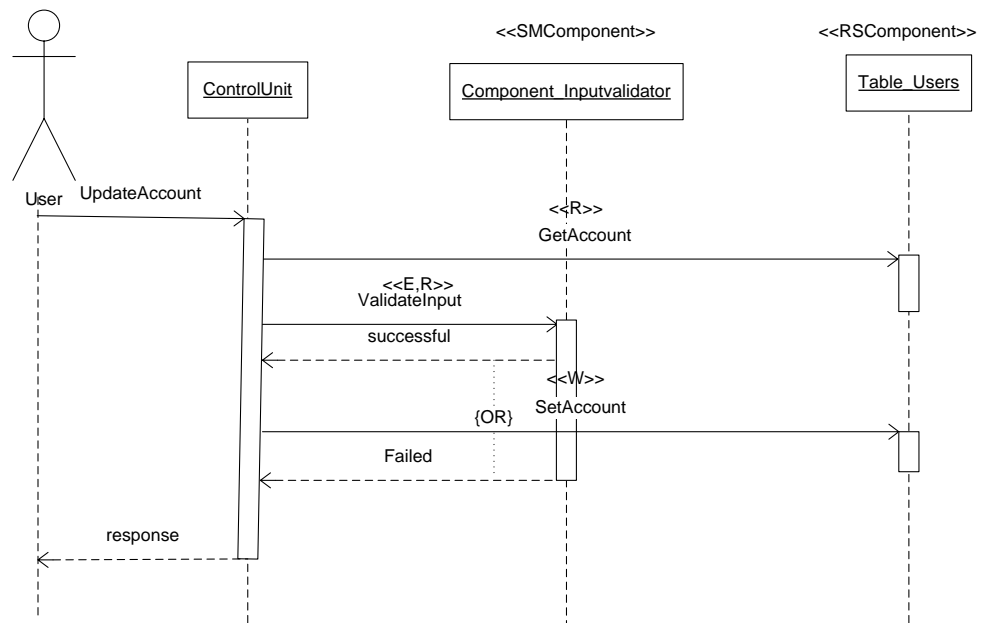 <<SMComponent>>
<<RSComponent>>
ControlUnit
Component_Inputvalidator
Table_Users
User
UpdateAccount
<<R>>
GetAccount
<<E,R>>
ValidateInput
successful
<<W>>
SetAccount
{OR}
Failed
response